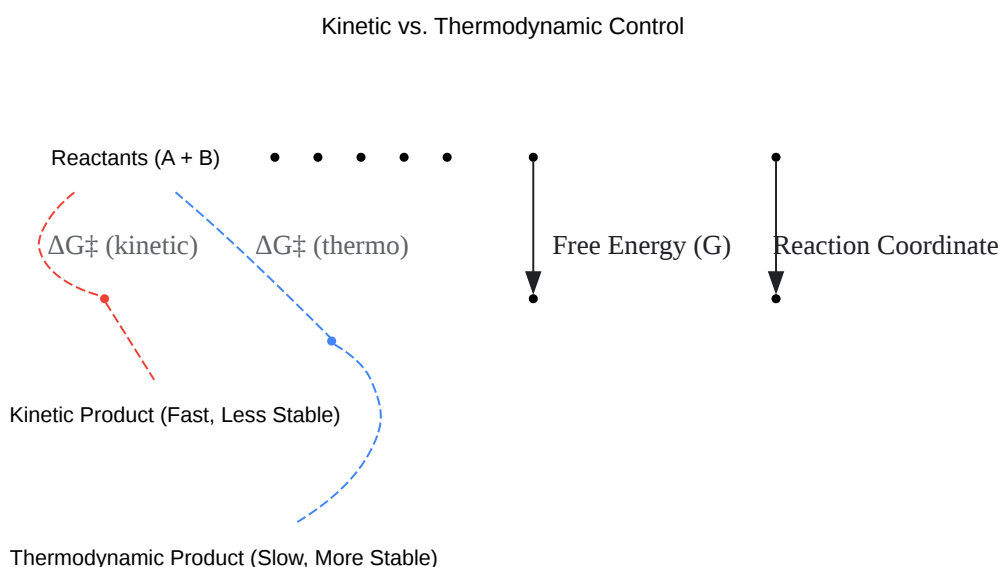 Kinetic vs. Thermodynamic Control
Reactants (A + B)
ΔG‡ (kinetic)
ΔG‡ (thermo)
Free Energy (G)
Reaction Coordinate
Kinetic Product (Fast, Less Stable)
Thermodynamic Product (Slow, More Stable)